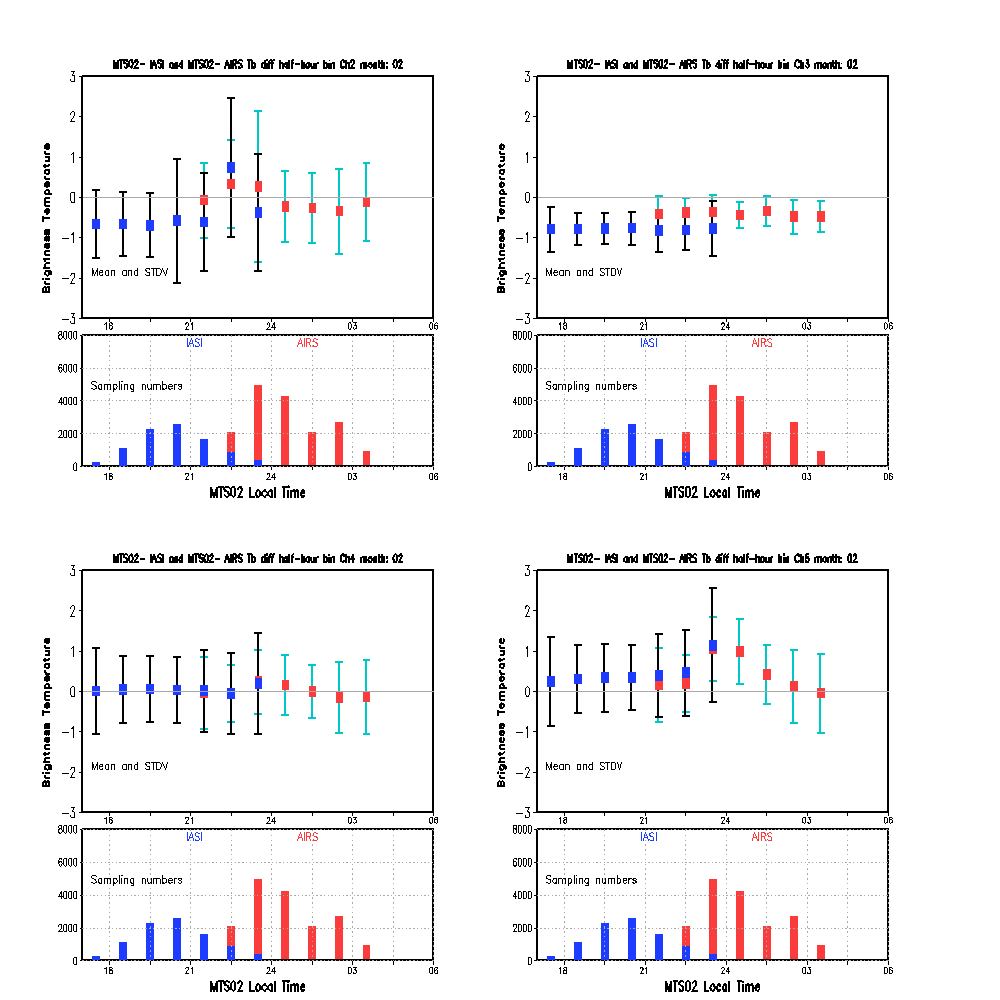 MTS02- IASI and MTS02- AIRS Tb diff half-hour bin Ch2 month: 02
3
2
1
0
-1
-2
-3
Brightness Temperature
Mean and STDV
18 21 24 03 06
8000
6000
4000
2000
0
IASI AIRS
Sampling numbers
18 21 24 03 06
MTS02 Local Time
MTS02- IASI and MTS02- AIRS Tb diff half-hour bin Ch3 month: 02
3
2
1
0
-1
-2
-3
Brightness Temperature
Mean and STDV
18 21 24 03 06
8000
6000
4000
2000
0
IASI AIRS
Sampling numbers
18 21 24 03 06
MTS02 Local Time
MTS02- IASI and MTS02- AIRS Tb diff half-hour bin Ch4 month: 02
3
2
1
0
-1
-2
-3
Brightness Temperature
Mean and STDV
18 21 24 03 06
8000
6000
4000
2000
0
IASI AIRS
Sampling numbers
18 21 24 03 06
MTS02 Local Time
MTS02- IASI and MTS02- AIRS Tb diff half-hour bin Ch5 month: 02
3
2
1
0
-1
-2
-3
Brightness Temperature
Mean and STDV
18 21 24 03 06
8000
6000
4000
2000
0
IASI AIRS
Sampling numbers
18 21 24 03 06
MTS02 Local Time